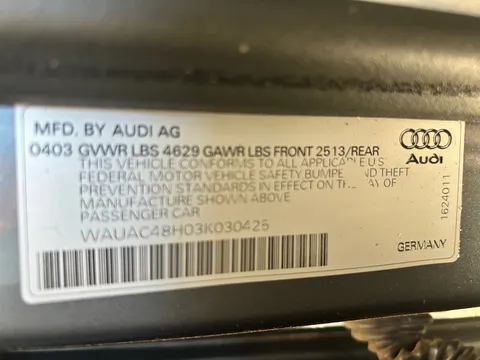 MFD. BY AUDI AG
0403 GVWR LBS 4629 GAWR LBS FRONT 2513/REAR
THIS VEHICLE CONFORMS TO ALL APPLICABLE U S
FEDERAL MOTOR VEHICLE SAFETY BUMPE ND THEFT
PREVENTION STANDARDS IN EFFECT ON THE DAY OF
MANUFACTURE SHOWN ABOVE
PASSENGER CAR
WAUAC48H03K030425
Audi
1624011
GERMANY